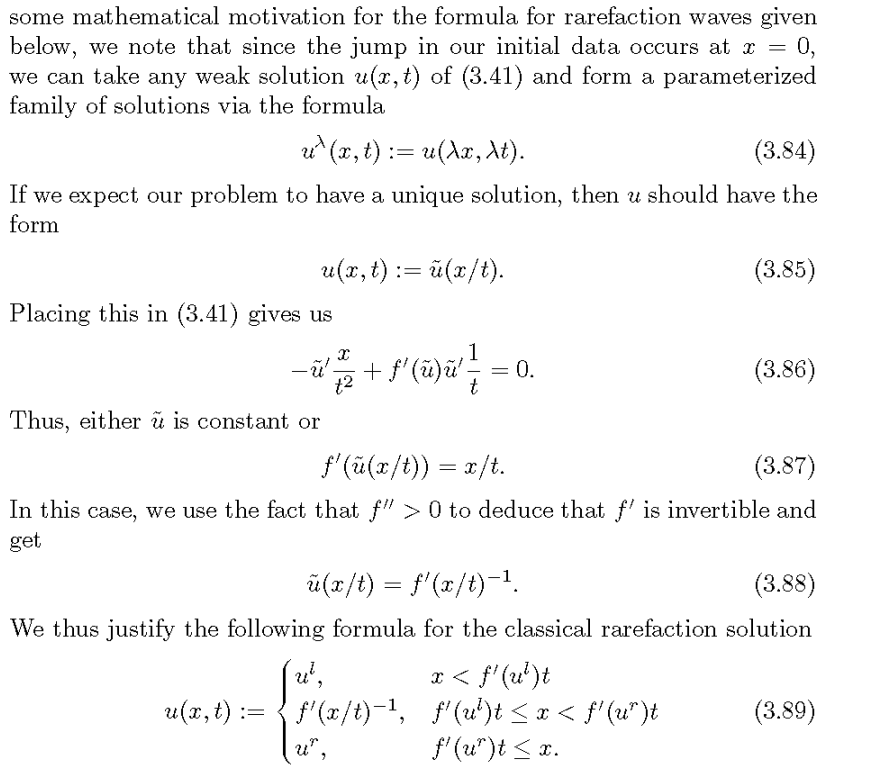 some mathematical motivation for the formula for rarefaction waves given
below, we note that since the jump in our initial data occurs at x = 0,
we can take any weak solution u(x, t) of (3.41) and form a parameterized
family of solutions via the formula
u^λ(x, t) := u(λx, λt). (3.84)
If we expect our problem to have a unique solution, then u should have the
form
u(x, t) := ũ(x/t). (3.85)
Placing this in (3.41) gives us
−ũ′ x/t² + f′(ũ)ũ′ 1/t = 0. (3.86)
Thus, either ũ is constant or
f′(ũ(x/t)) = x/t. (3.87)
In this case, we use the fact that f″ > 0 to deduce that f′ is invertible and
get
ũ(x/t) = f′(x/t)⁻¹. (3.88)
We thus justify the following formula for the classical rarefaction solution
u(x, t) := { u^l, x < f′(u^l)t
f′(x/t)⁻¹, f′(u^l)t ≤ x < f′(u^r)t (3.89)
u^r, f′(u^r)t ≤ x.